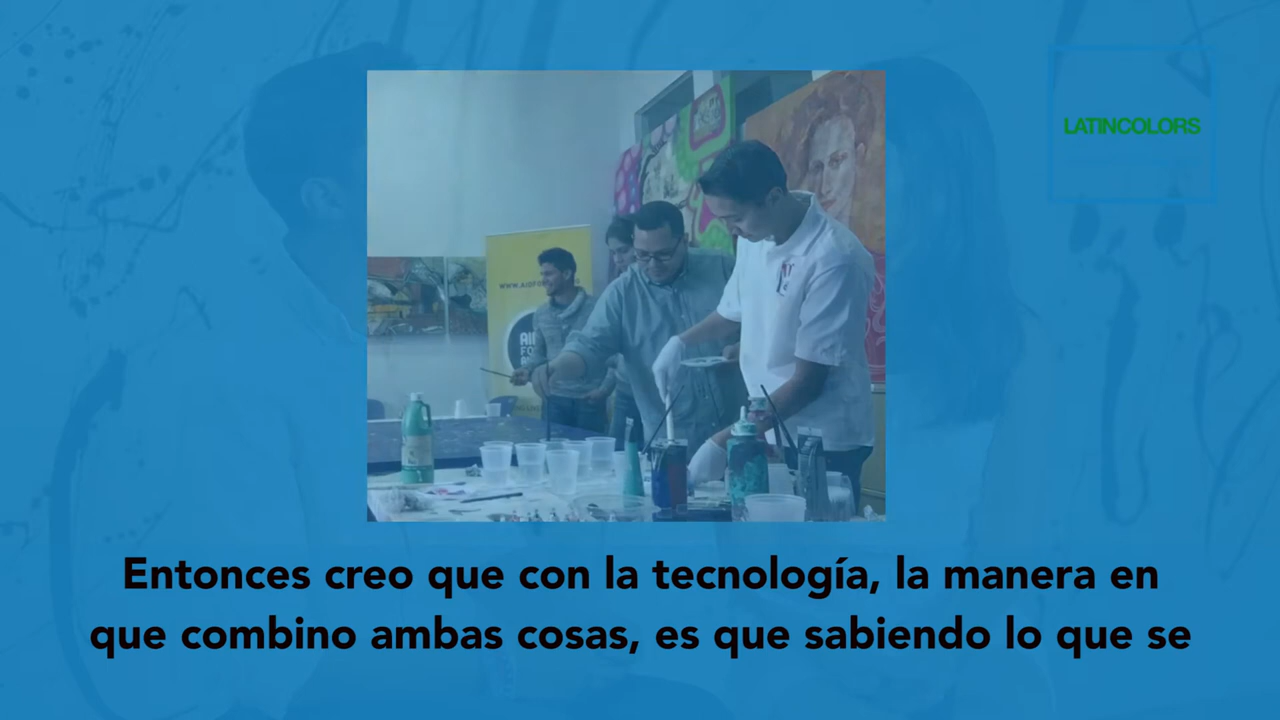 LATINCOLORS
Entonces creo que con la tecnología, la manera en
que combino ambas cosas, es que sabiendo lo que se